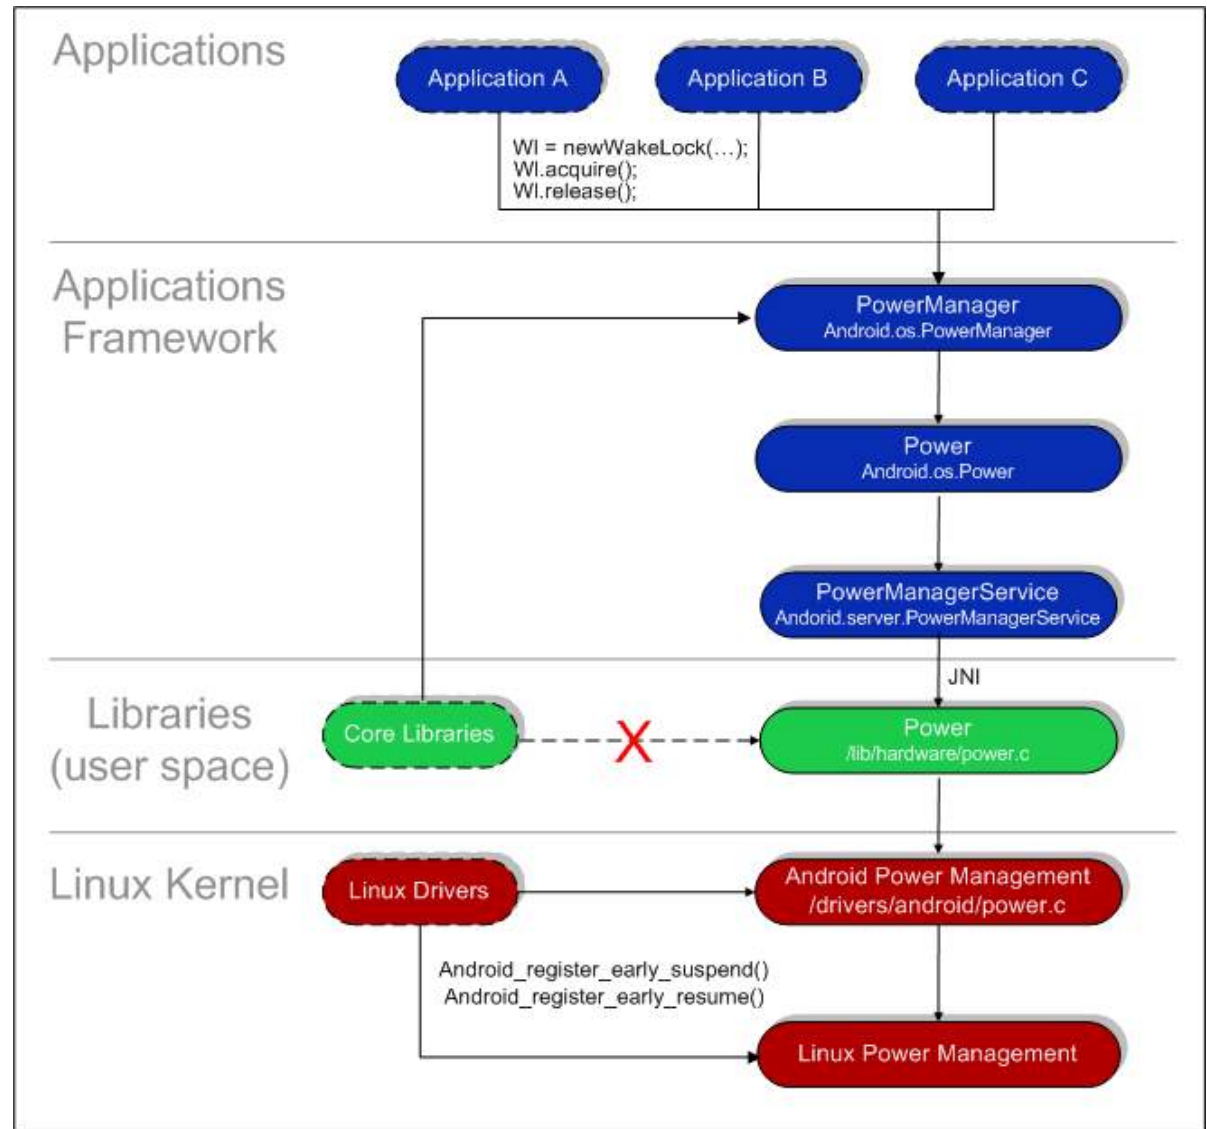 Applications
Application A
Application B
Application C
Wl = newWakeLock(…);
Wl.acquire();
Wl.release();
Applications
Framework
PowerManager
Android.os.PowerManager
Power
Android.os.Power
PowerManagerService
Andorid.server.PowerManagerService
JNI
Libraries
(user space)
Core Libraries
X
Power
/lib/hardware/power.c
Linux Kernel
Linux Drivers
Android Power Management
/drivers/android/power.c
Android_register_early_suspend()
Android_register_early_resume()
Linux Power Management